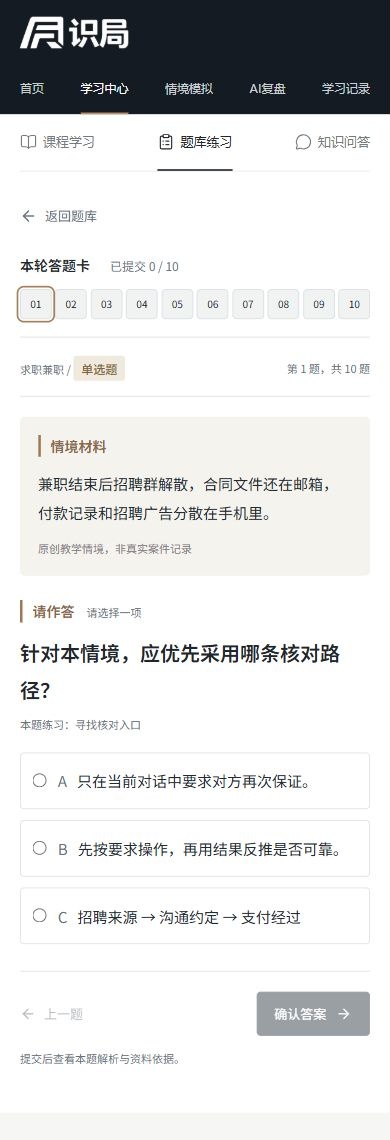 识局
首页 学习中心 情境模拟 AI复盘 学习记录
课程学习 题库练习 知识问答
← 返回题库
本轮答题卡 已提交 0 / 10
01 02 03 04 05 06 07 08 09 10
求职兼职 / 单选题 第 1 题，共 10 题
情境材料
兼职结束后招聘群解散，合同文件还在邮箱，
付款记录和招聘广告分散在手机里。
原创教学情境，非真实案件记录
请作答 请选择一项
针对本情境，应优先采用哪条核对路
径？
本题练习：寻找核对入口
A 只在当前对话中要求对方再次保证。
B 先按要求操作，再用结果反推是否可靠。
C 招聘来源 → 沟通约定 → 支付经过
← 上一题 确认答案 →
提交后查看本题解析与资料依据。